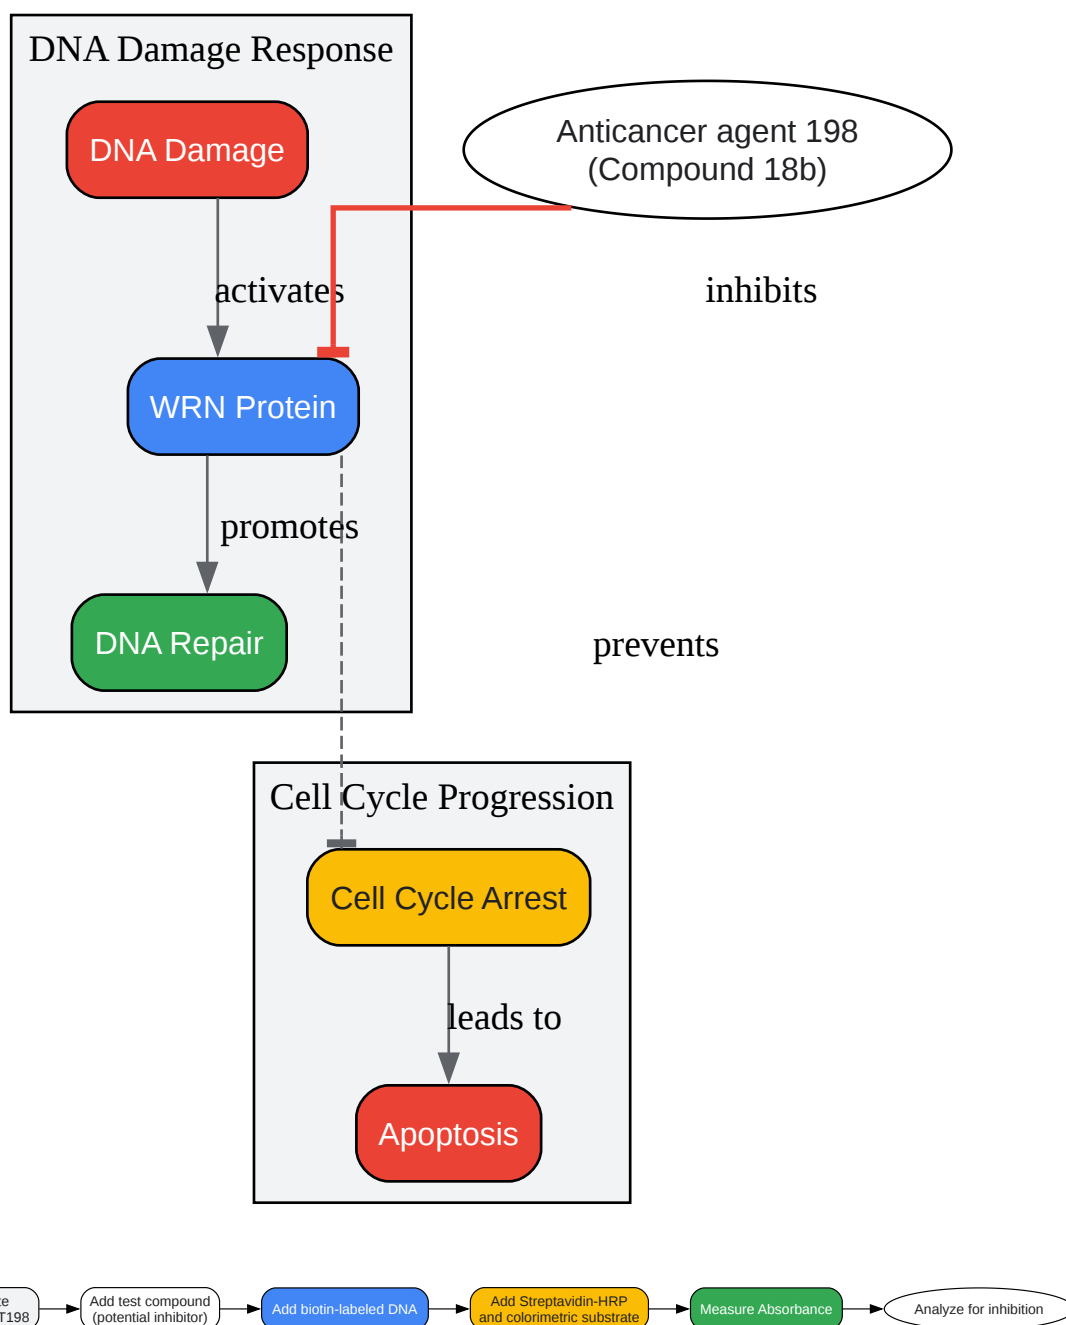 DNA Damage Response
DNA Damage
Anticancer agent 198
(Compound 18b)
activates
inhibits
WRN Protein
promotes
DNA Repair
prevents
Cell Cycle Progression
Cell Cycle Arrest
leads to
Apoptosis
T198
Add test compound
(potential inhibitor)
Add biotin-labeled DNA
Add Streptavidin-HRP
and colorimetric substrate
Measure Absorbance
Analyze for inhibition